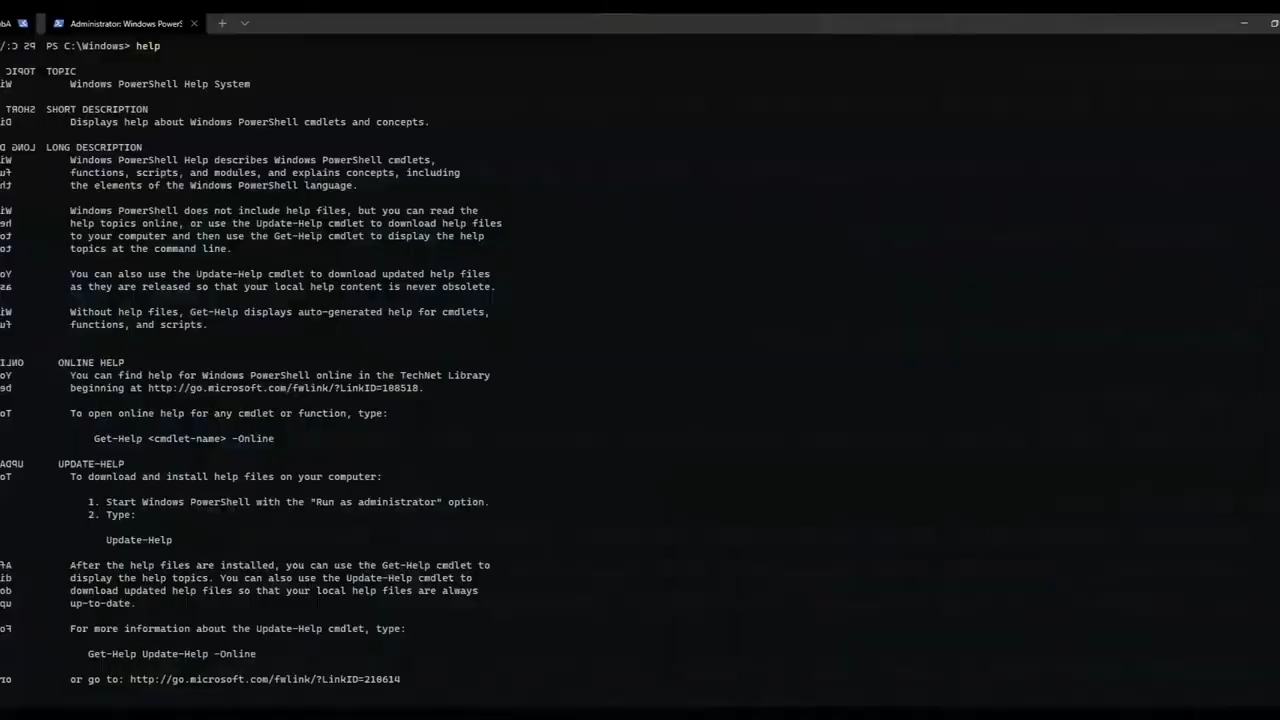 Administrator: Windows PowerS
PS C:\Windows> help
TOPIC
Windows PowerShell Help System
SHORT DESCRIPTION
Displays help about Windows PowerShell cmdlets and concepts.
LONG DESCRIPTION
Windows PowerShell Help describes Windows PowerShell cmdlets,
functions, scripts, and modules, and explains concepts, including
the elements of the Windows PowerShell language.
Windows PowerShell does not include help files, but you can read the
help topics online, or use the Update-Help cmdlet to download help files
to your computer and then use the Get-Help cmdlet to display the help
topics at the command line.
You can also use the Update-Help cmdlet to download updated help files
as they are released so that your local help content is never obsolete.
Without help files, Get-Help displays auto-generated help for cmdlets,
functions, and scripts.
ONLINE HELP
You can find help for Windows PowerShell online in the TechNet Library
beginning at http://go.microsoft.com/fwlink/?LinkID=108518.
To open online help for any cmdlet or function, type:
Get-Help <cmdlet-name> -Online
UPDATE-HELP
To download and install help files on your computer:
1. Start Windows PowerShell with the "Run as administrator" option.
2. Type:
Update-Help
After the help files are installed, you can use the Get-Help cmdlet to
display the help topics. You can also use the Update-Help cmdlet to
download updated help files so that your local help files are always
up-to-date.
For more information about the Update-Help cmdlet, type:
Get-Help Update-Help -Online
or go to: http://go.microsoft.com/fwlink/?LinkID=210614